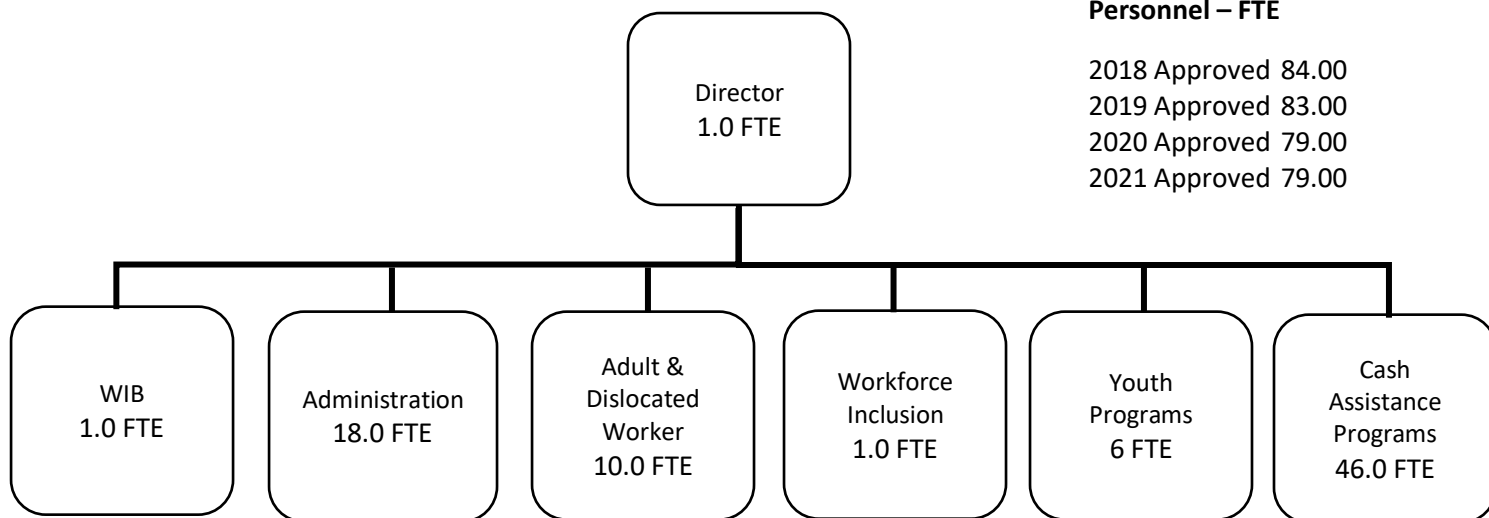 Personnel – FTE
2018 Approved 84.00
2019 Approved 83.00
2020 Approved 79.00
2021 Approved 79.00
Director
1.0 FTE
WIB
1.0 FTE
Administration
18.0 FTE
Adult &
Dislocated
Worker
10.0 FTE
Workforce
Inclusion
1.0 FTE
Youth
Programs
6 FTE
Cash
Assistance
Programs
46.0 FTE